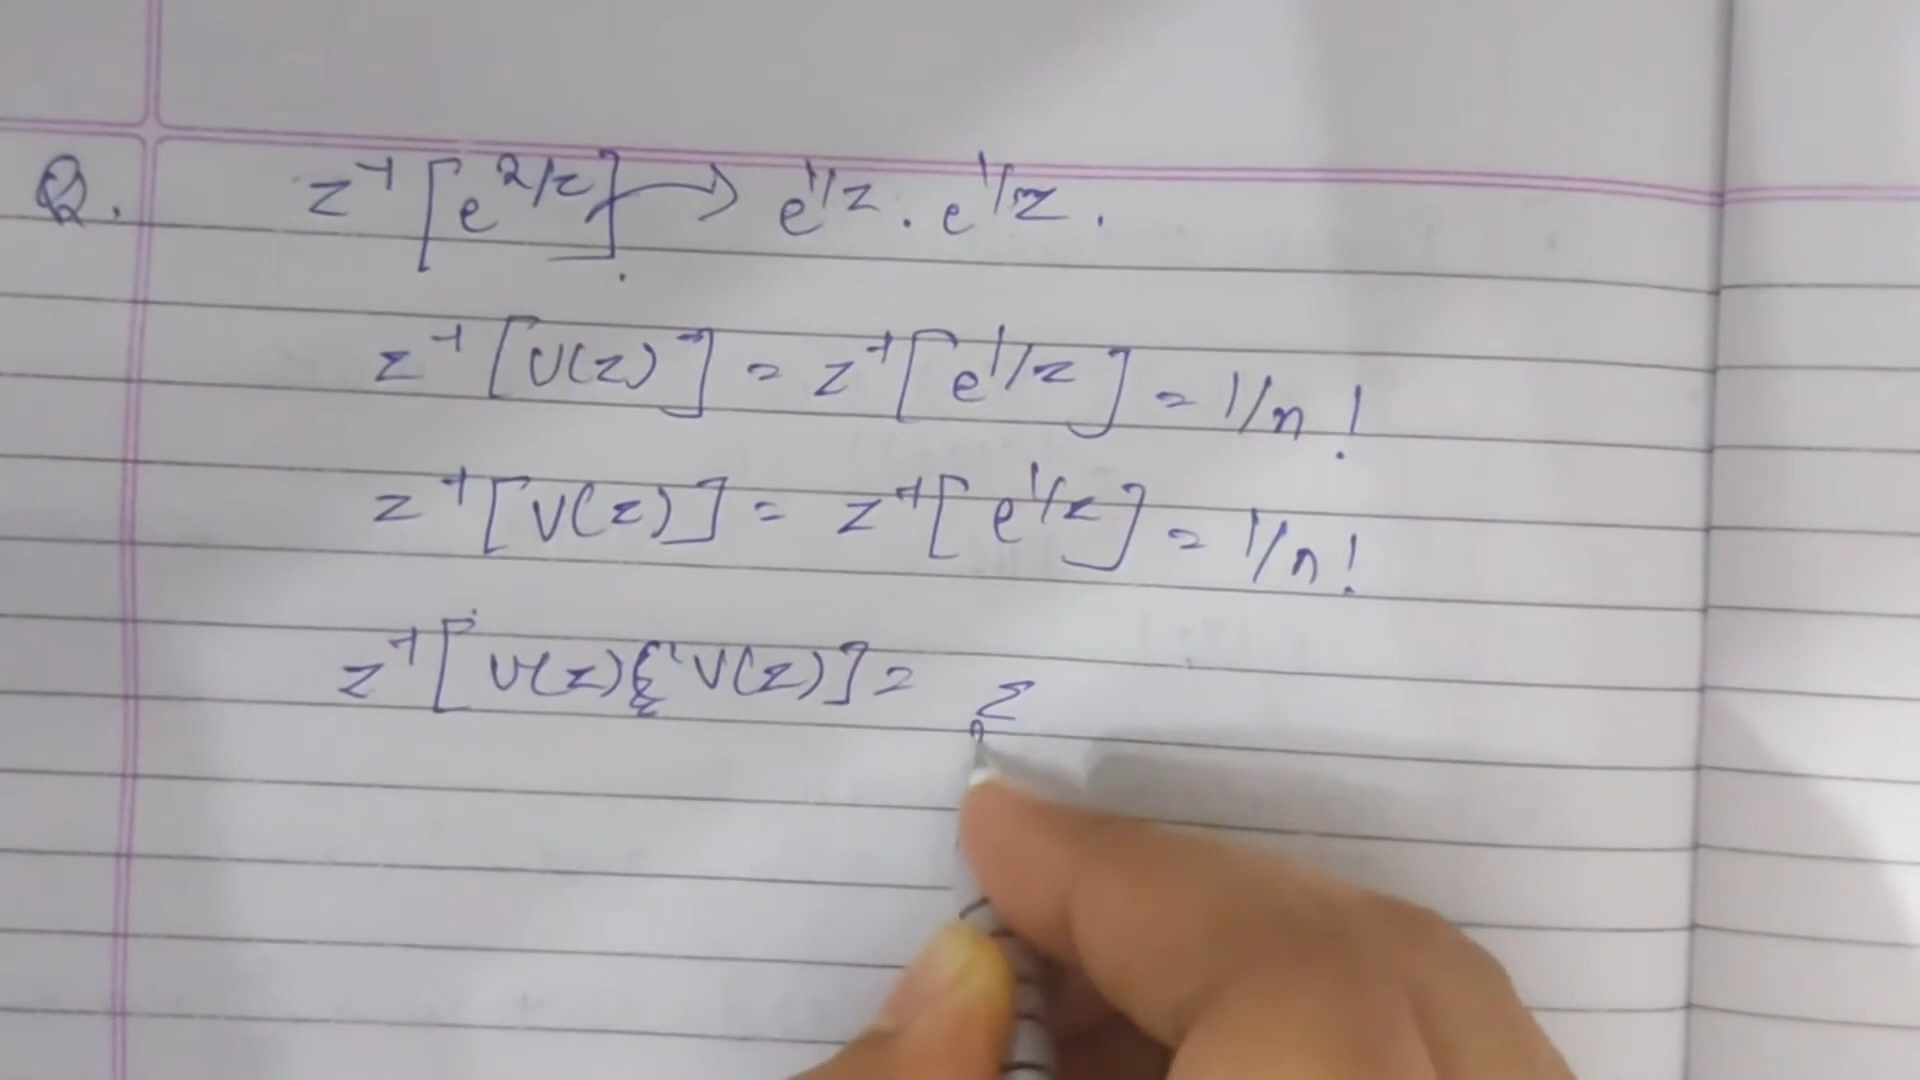 Q. z⁻¹[e^(2/z)] → e^(1/z) . e^(1/z) .
z⁻¹[U(z)] = z⁻¹[e^(1/z)] = 1/n!
z⁻¹[V(z)] = z⁻¹[e^(1/z)] = 1/n!
z⁻¹[U(z) V(z)] = Σ